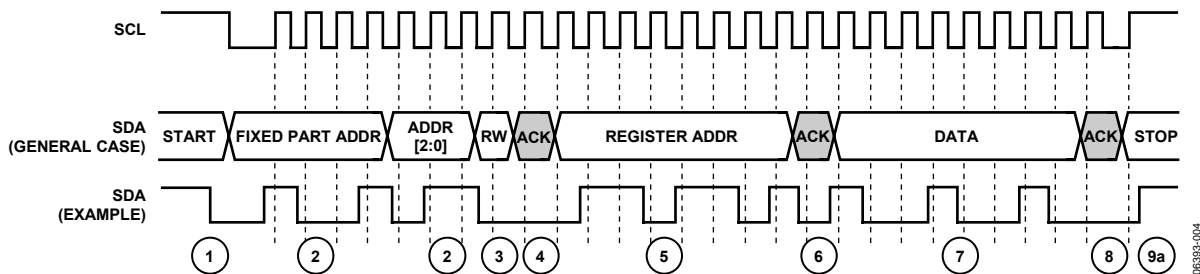 SCL
SDA
(GENERAL CASE)
START
FIXED PART ADDR
ADDR
[2:0]
RW
ACK
REGISTER ADDR
ACK
DATA
ACK
STOP
SDA
(EXAMPLE)
1
2
2
3
4
5
6
7
8
9a
06393-004